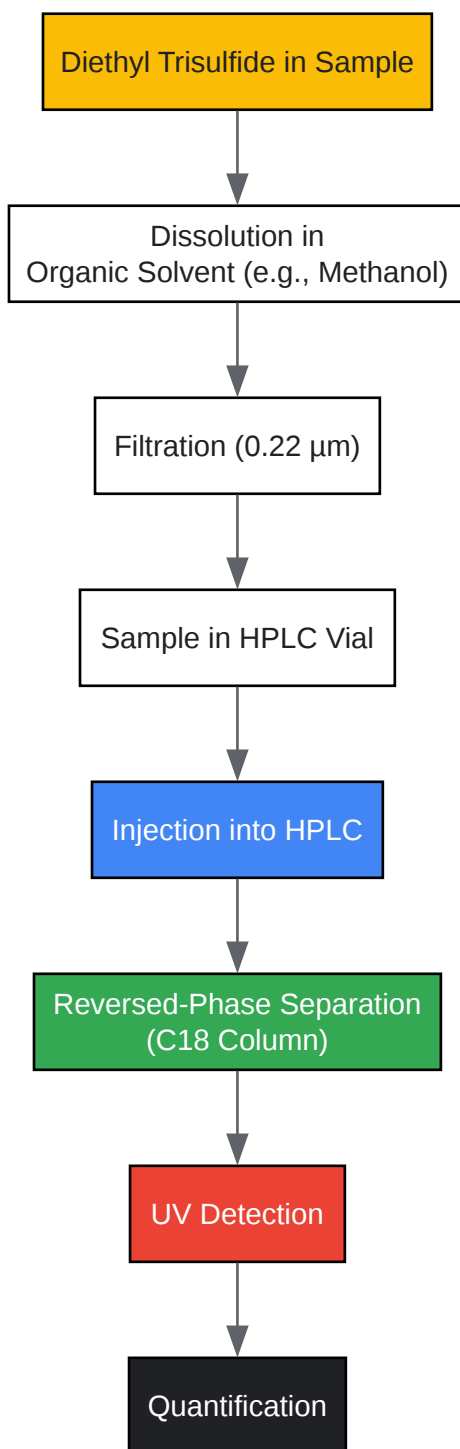 Diethyl Trisulfide in Sample
Dissolution in
Organic Solvent (e.g., Methanol)
Filtration (0.22 µm)
Sample in HPLC Vial
Injection into HPLC
Reversed-Phase Separation
(C18 Column)
UV Detection
Quantification